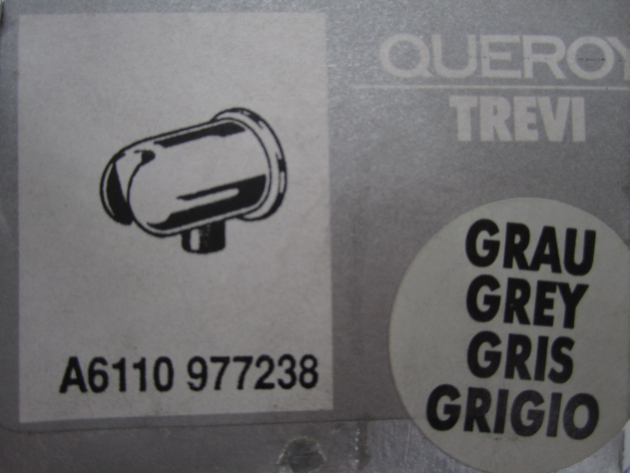 QUEROY
TREVI
GRAU
GREY
GRIS
GRIGIO
A6110 977238